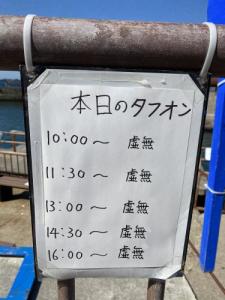 本日のタフオン
10:00～ 虚無
11:30～ 虚無
13:00～ 虚無
14:30～ 虚無
16:00～ 虚無